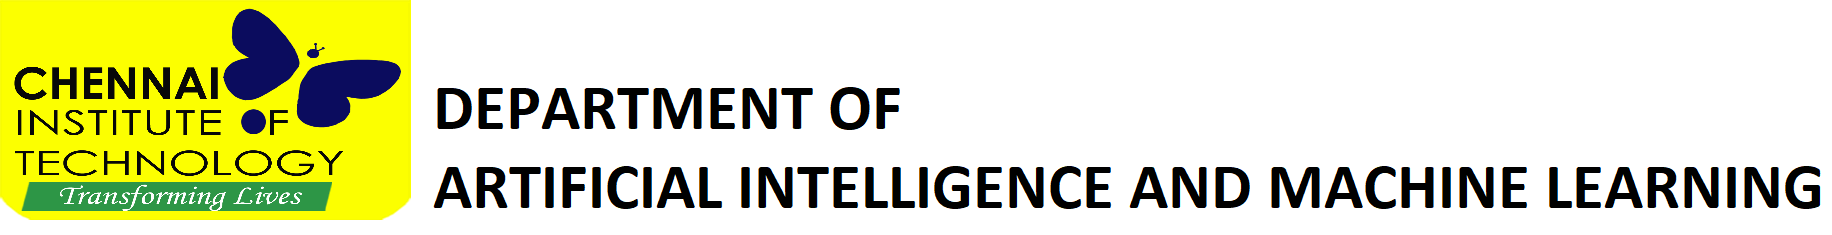 CHENNAI
INSTITUTE OF
TECHNOLOGY
Transforming Lives
DEPARTMENT OF
ARTIFICIAL INTELLIGENCE AND MACHINE LEARNING